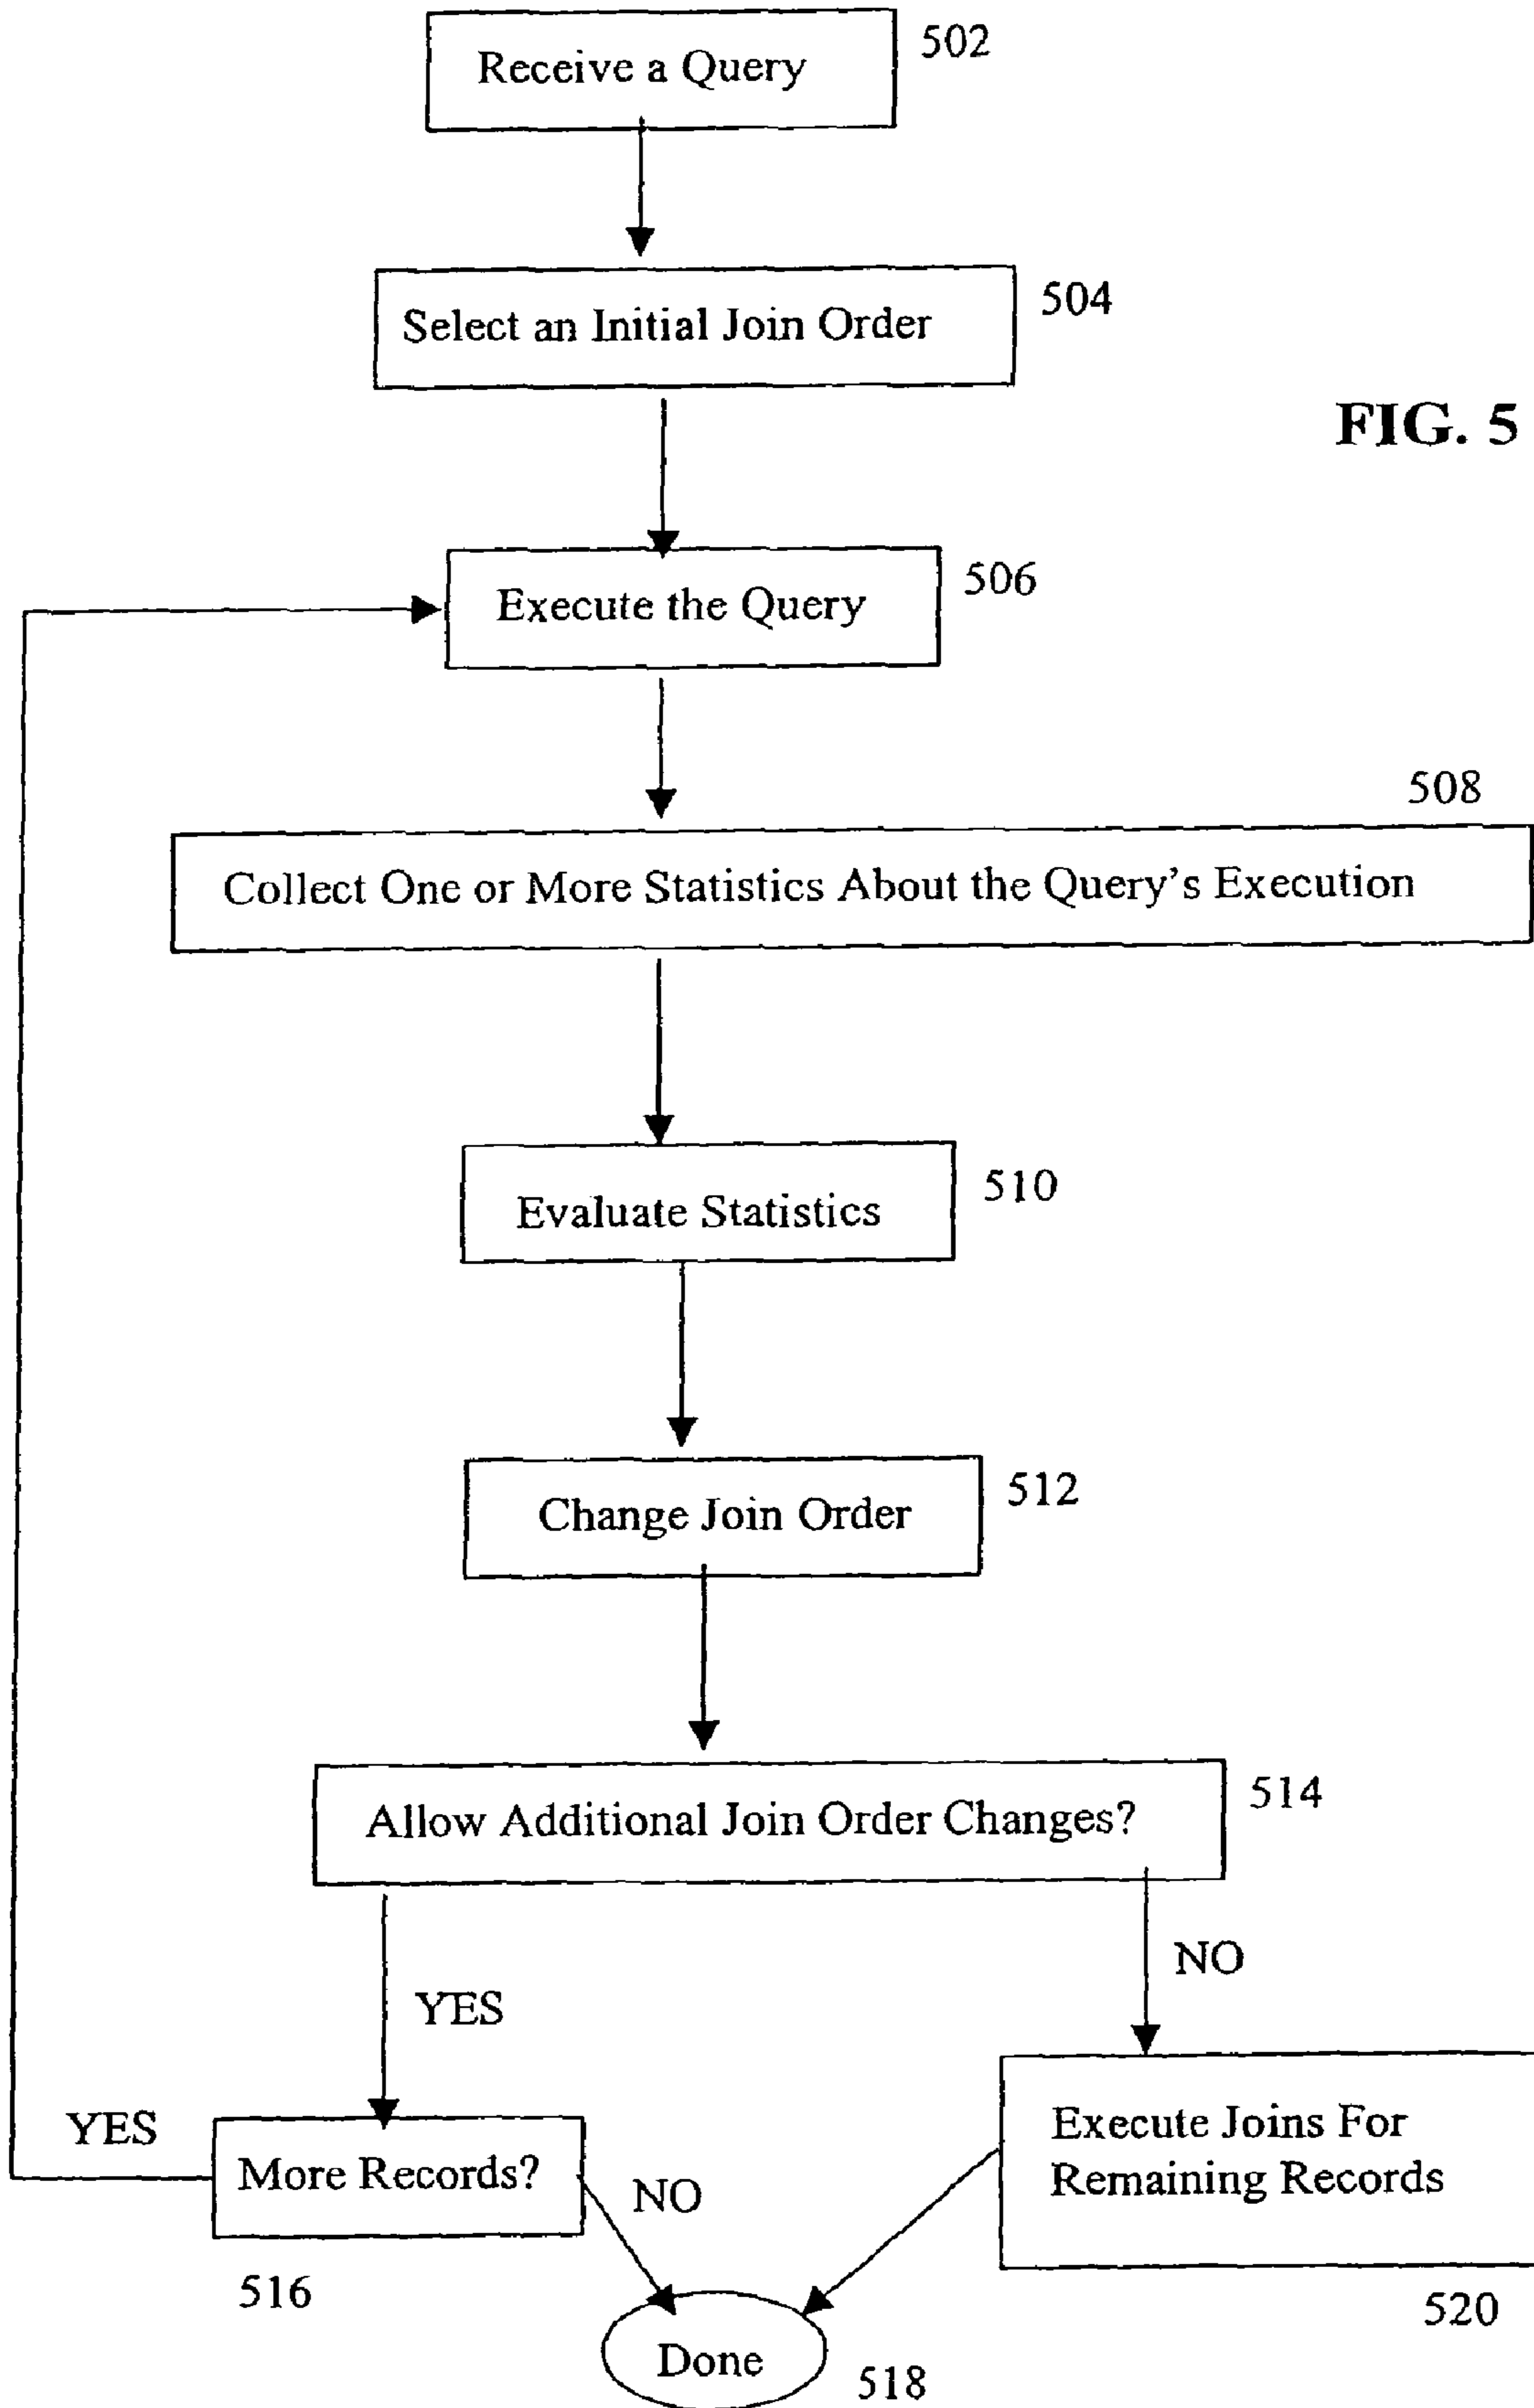 Receive a Query
502
Select an Initial Join Order
504
FIG. 5
Execute the Query
506
508
Collect One or More Statistics About the Query's Execution
Evaluate Statistics
510
Change Join Order
512
Allow Additional Join Order Changes?
514
YES
NO
YES
More Records?
NO
516
Execute Joins For
Remaining Records
520
Done
518